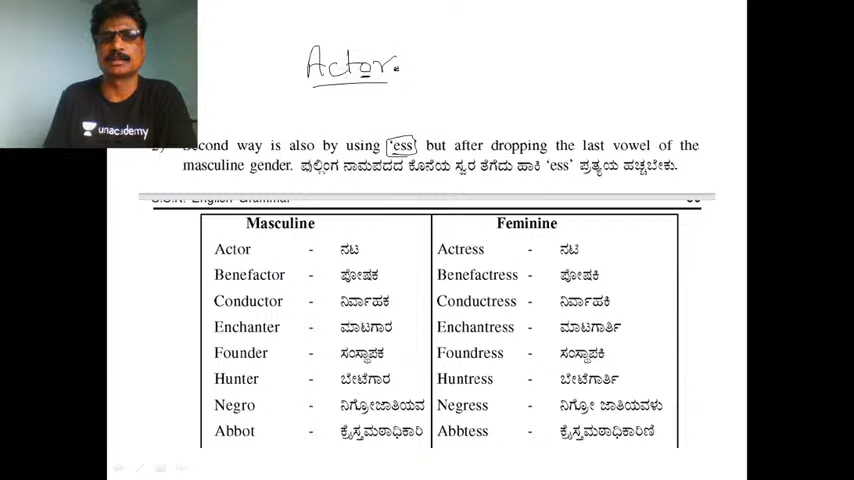 Actor.
unacademy
2) Second way is also by using 'ess' but after dropping the last vowel of the
masculine gender. ಪುಲ್ಲಿಂಗ ನಾಮಪದದ ಕೊನೆಯ ಸ್ವರ ತೆಗೆದು ಹಾಕಿ 'ess' ಪ್ರತ್ಯಯ ಹಚ್ಚಬೇಕು.
Masculine Feminine
Actor - ನಟ Actress - ನಟಿ
Benefactor - ಪೋಷಕ Benefactress - ಪೋಷಕಿ
Conductor - ನಿರ್ವಾಹಕ Conductress - ನಿರ್ವಾಹಕಿ
Enchanter - ಮಾಟಗಾರ Enchantress - ಮಾಟಗಾರ್ತಿ
Founder - ಸಂಸ್ಥಾಪಕ Foundress - ಸಂಸ್ಥಾಪಕಿ
Hunter - ಬೇಟೆಗಾರ Huntress - ಬೇಟೆಗಾರ್ತಿ
Negro - ನಿಗ್ರೋಜಾತಿಯವ Negress - ನಿಗ್ರೋ ಜಾತಿಯವಳು
Abbot - ಕ್ರೈಸ್ತಮಠಾಧಿಕಾರಿ Abbtess - ಕ್ರೈಸ್ತಮಠಾಧಿಕಾರಿಣಿ